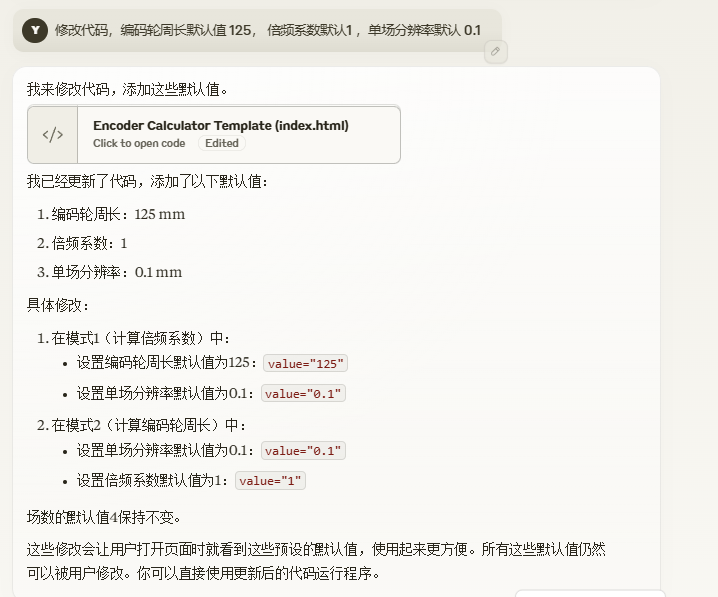 Y 修改代码，编码轮周长默认值 125， 倍频系数默认1 ，单场分辨率默认 0.1
我来修改代码，添加这些默认值。
</> Encoder Calculator Template (index.html)
Click to open code Edited
我已经更新了代码，添加了以下默认值：
1. 编码轮周长：125 mm
2. 倍频系数：1
3. 单场分辨率：0.1 mm
具体修改：
1. 在模式1（计算倍频系数）中：
• 设置编码轮周长默认值为125：value="125"
• 设置单场分辨率默认值为0.1：value="0.1"
2. 在模式2（计算编码轮周长）中：
• 设置单场分辨率默认值为0.1：value="0.1"
• 设置倍频系数默认值为1：value="1"
场数的默认值4保持不变。
这些修改会让用户打开页面时就看到这些预设的默认值，使用起来更方便。所有这些默认值仍然
可以被用户修改。你可以直接使用更新后的代码运行程序。